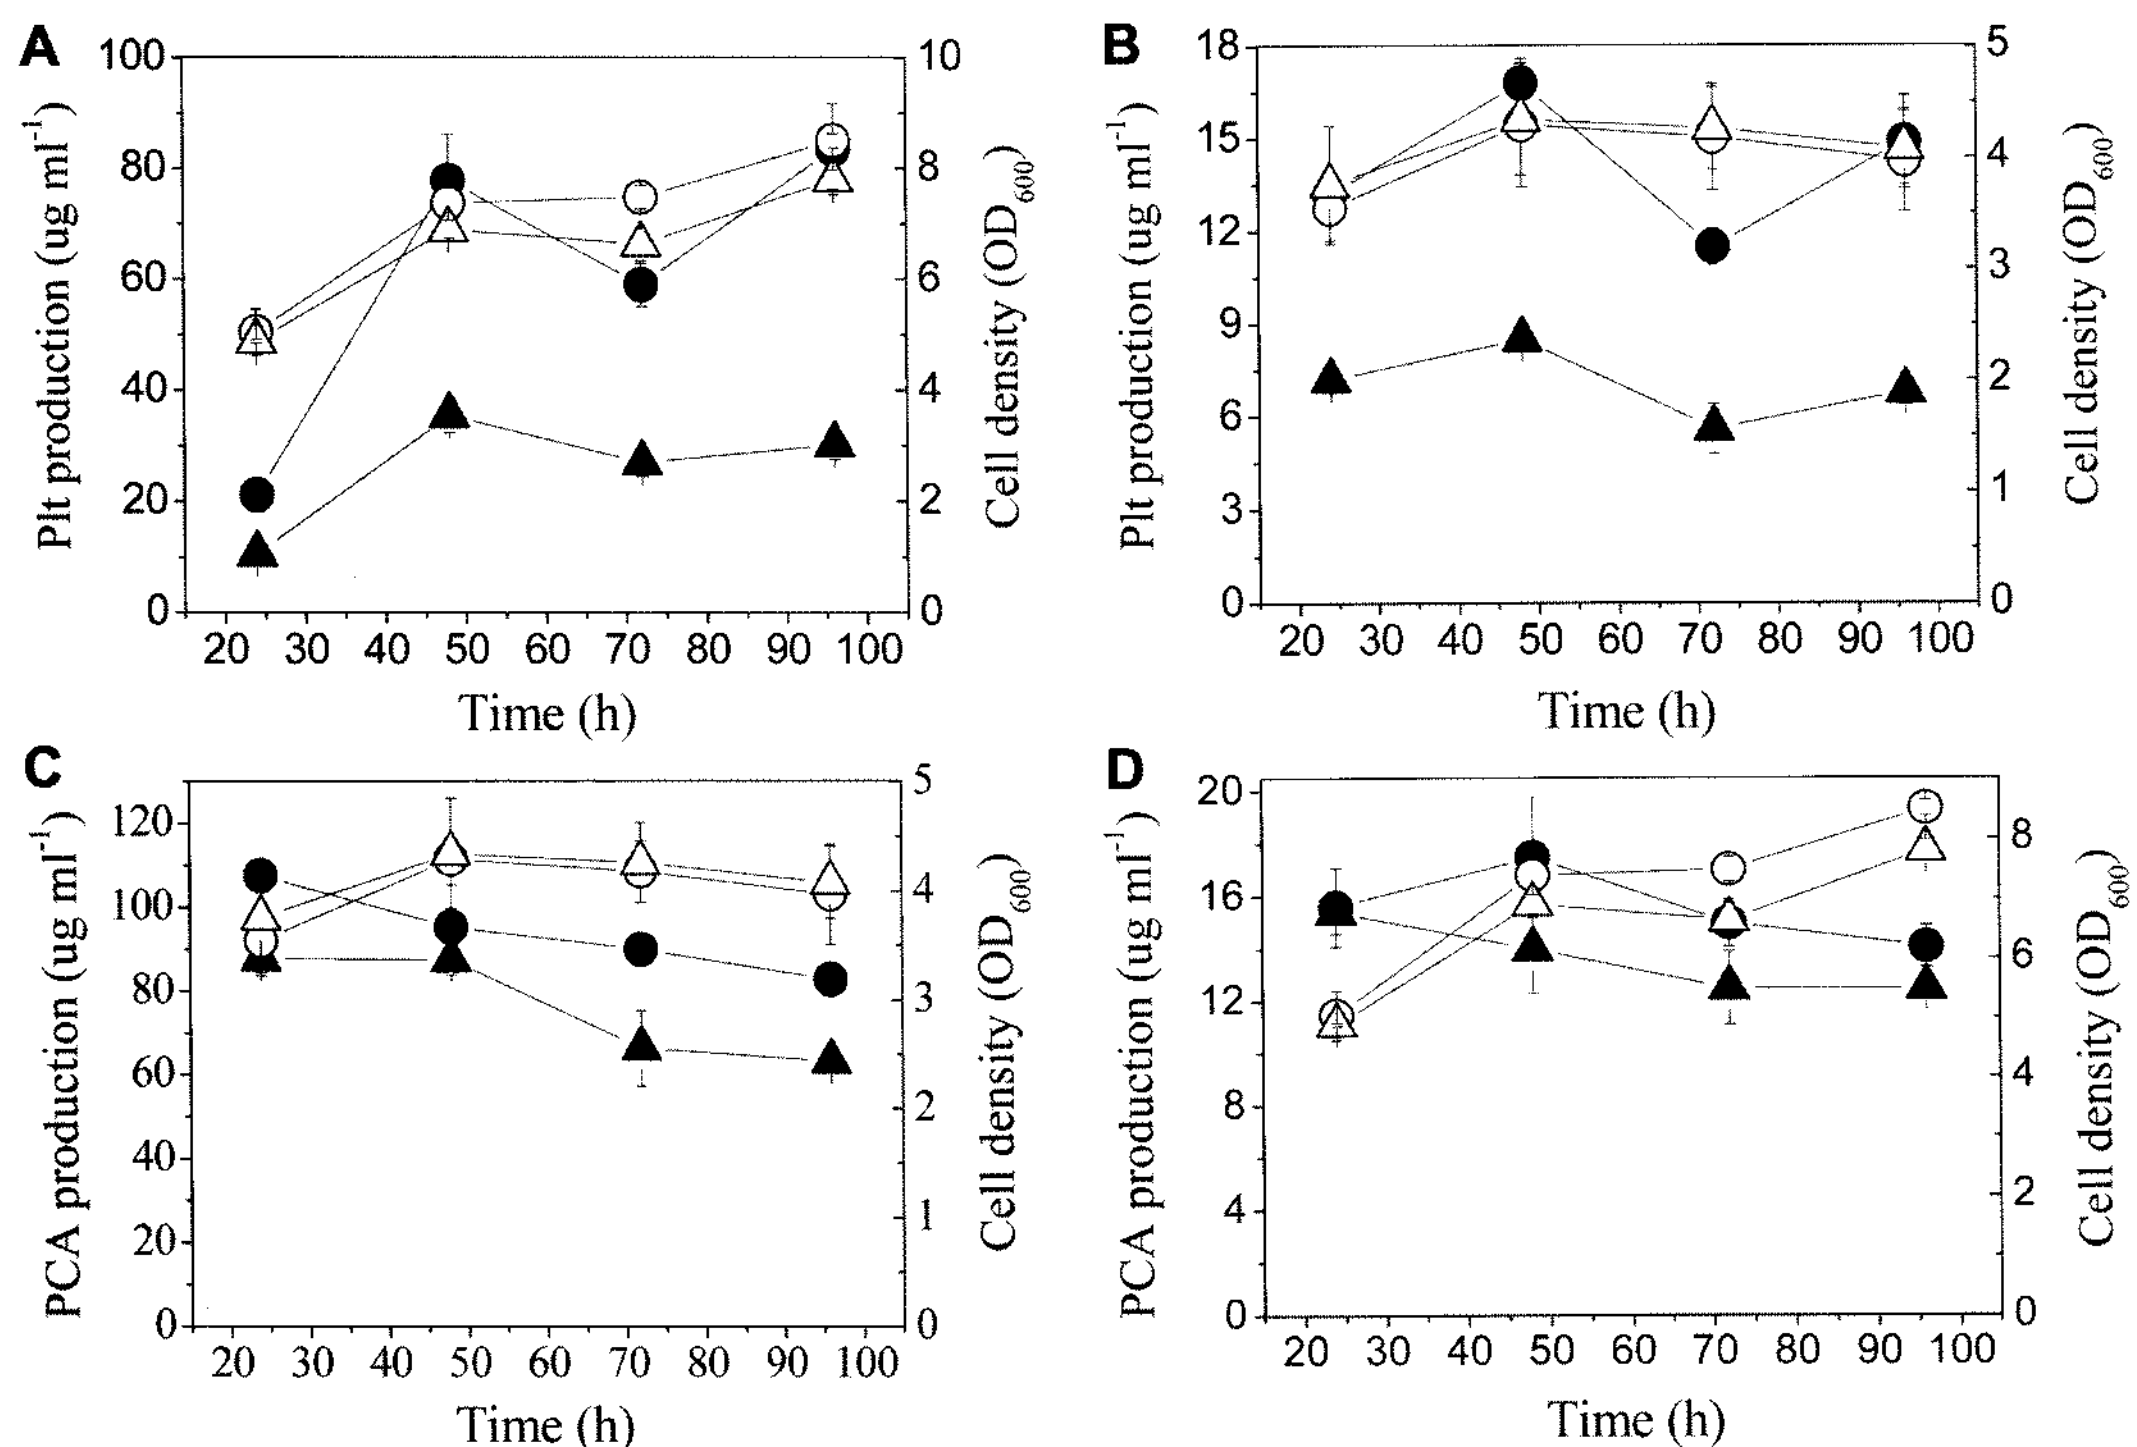 A
100
80
60
40
20
0
10
8
6
4
2
0
20 30 40 50 60 70 80 90 100
Plt production (ug ml⁻¹)
Cell density (OD₆₀₀)
Time (h)
B
18
15
12
9
6
3
0
5
4
3
2
1
0
20 30 40 50 60 70 80 90 100
Plt production (ug ml⁻¹)
Cell density (OD₆₀₀)
Time (h)
C
120
100
80
60
40
20
0
5
4
3
2
1
0
20 30 40 50 60 70 80 90 100
PCA production (ug ml⁻¹)
Cell density (OD₆₀₀)
Time (h)
D
20
16
12
8
4
0
8
6
4
2
0
20 30 40 50 60 70 80 90 100
PCA production (ug ml⁻¹)
Cell density (OD₆₀₀)
Time (h)